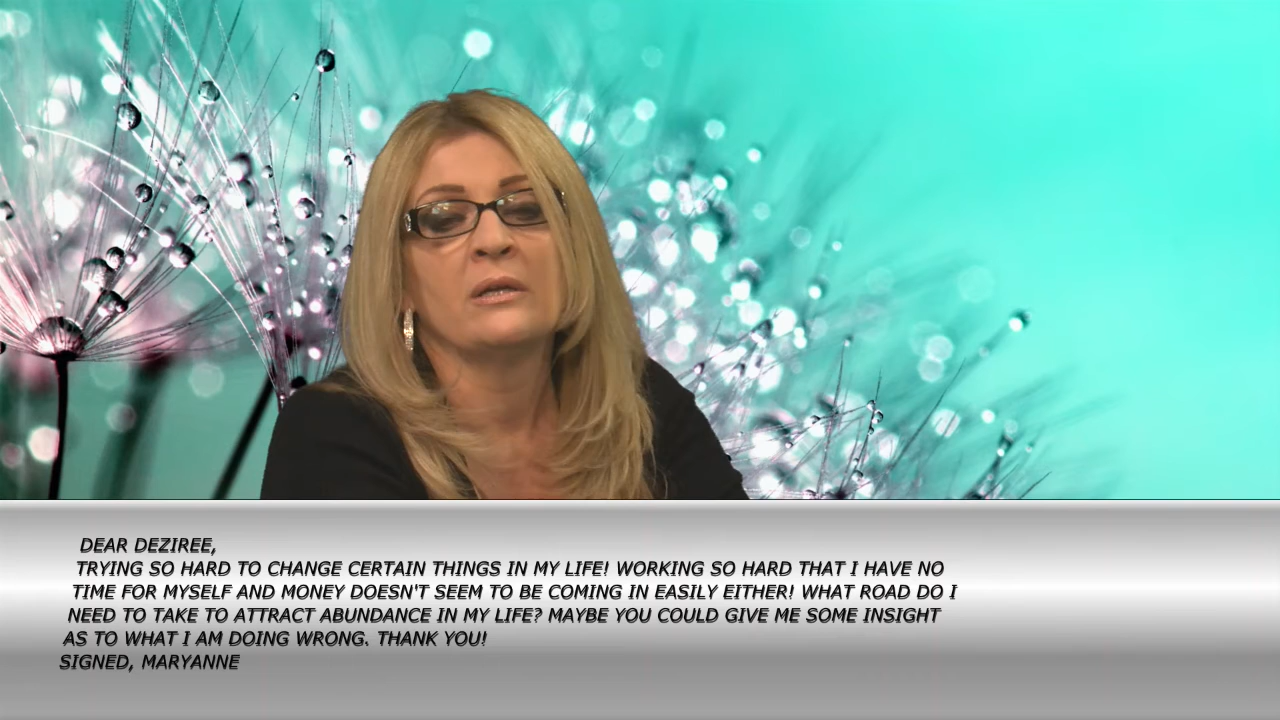 DEAR DEZIREE,
TRYING SO HARD TO CHANGE CERTAIN THINGS IN MY LIFE! WORKING SO HARD THAT I HAVE NO
TIME FOR MYSELF AND MONEY DOESN'T SEEM TO BE COMING IN EASILY EITHER! WHAT ROAD DO I
NEED TO TAKE TO ATTRACT ABUNDANCE IN MY LIFE? MAYBE YOU COULD GIVE ME SOME INSIGHT
AS TO WHAT I AM DOING WRONG. THANK YOU!
SIGNED, MARYANNE